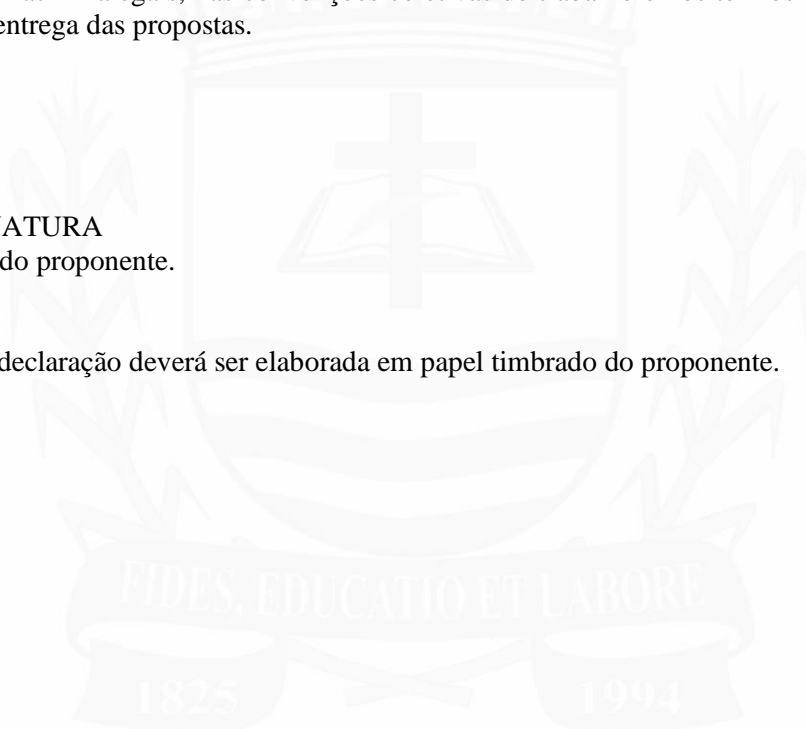 entrega das propostas.
do proponente.
declaração deverá ser elaborada em papel timbrado do proponente.
FIDES, EDUCATIO ET LABORE
1825 1994